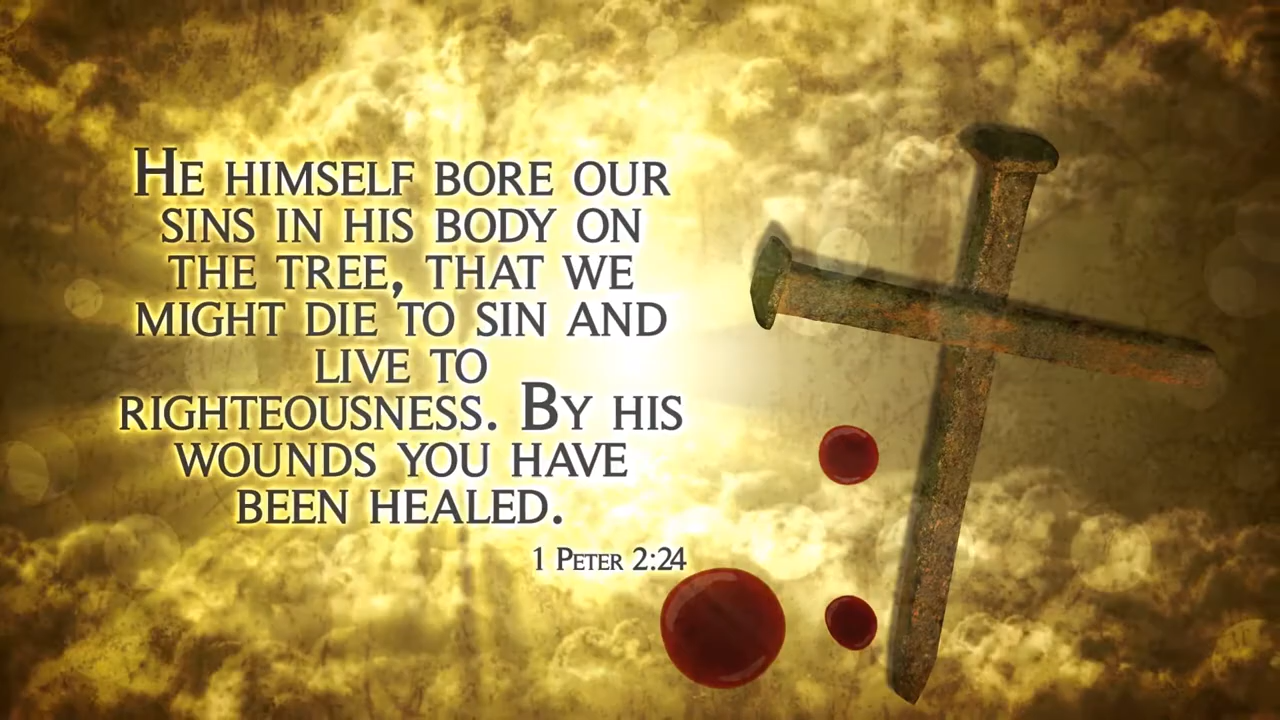 He himself bore our
sins in his body on
the tree, that we
might die to sin and
live to
righteousness. By his
wounds you have
been healed.
1 Peter 2:24